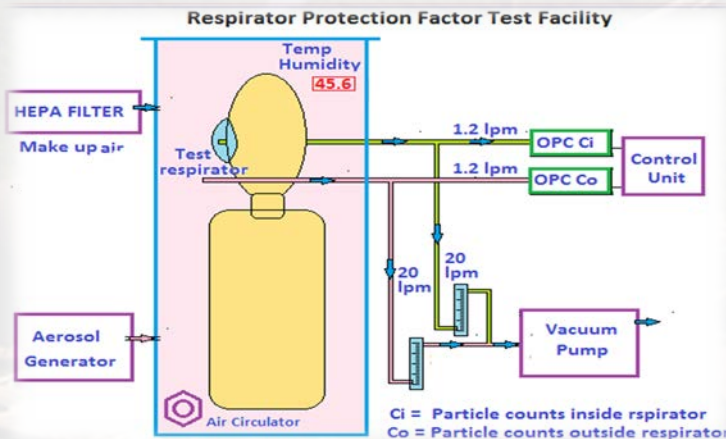 Respirator Protection Factor Test Facility
Temp
Humidity
45.6
HEPA FILTER
Make up air
Test
respirator
1.2 lpm
OPC Ci
1.2 lpm
OPC Co
Control
Unit
20
lpm
20
lpm
Aerosol
Generator
Vacuum
Pump
Air Circulator
Ci = Particle counts inside rspirator
Co = Particle counts outside respirator